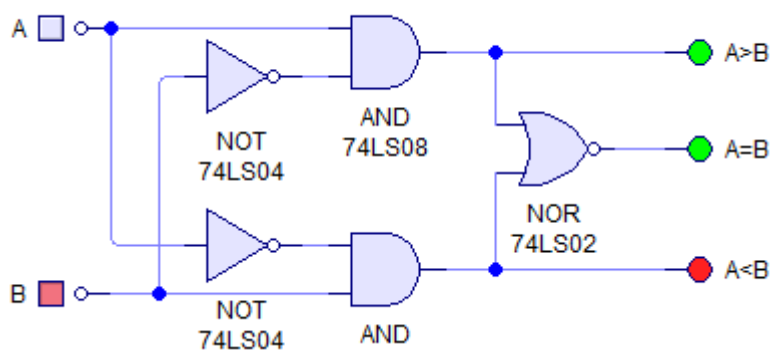 A
A>B
NOT
74LS04
AND
74LS08
A=B
NOR
74LS02
B
A<B
NOT
74LS04
AND